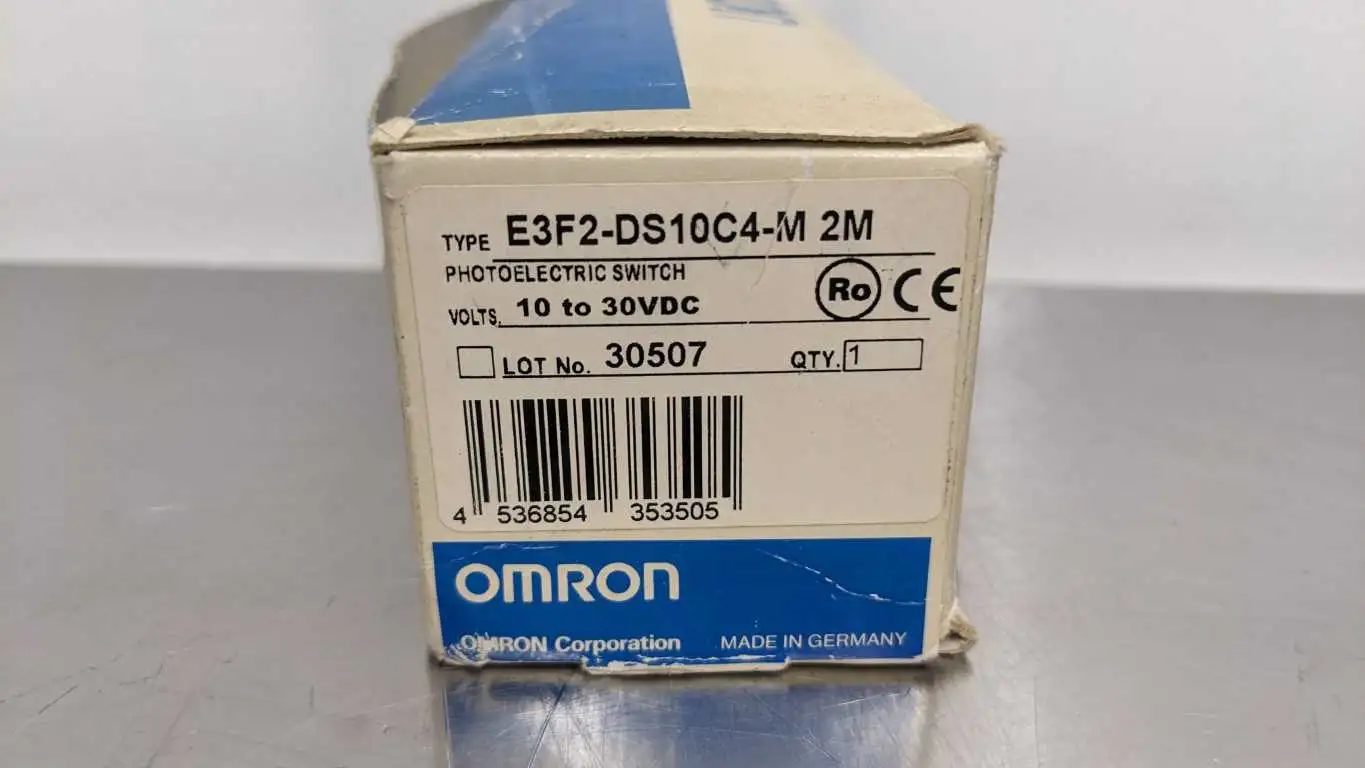 TYPE E3F2-DS10C4-M 2M
PHOTOELECTRIC SWITCH
VOLTS. 10 to 30VDC
Ro CE
LOT No. 30507 QTY. 1
4 536854 353505
OMRON
OMRON Corporation MADE IN GERMANY